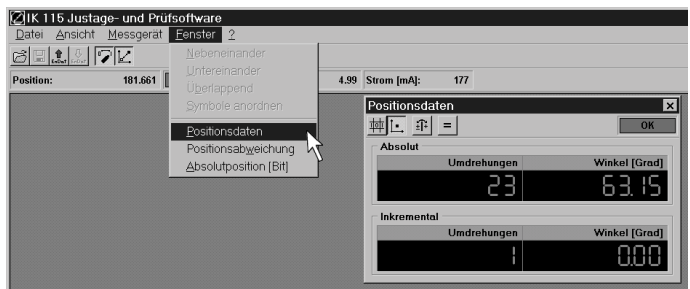 IK 115 Justage- und Prüfsoftware
Datei Ansicht Messgerät Fenster ?
Nebeneinander
Untereinander
Überlappend
Symbole anordnen
Positionsdaten
Positionsabweichung
Absolutposition [Bit]
EnDat EnDat
Position: 181.661 4.99 Strom [mA]: 177
Positionsdaten
OK
Absolut
Umdrehungen Winkel [Grad]
23 63.15
Inkremental
Umdrehungen Winkel [Grad]
1 0.00